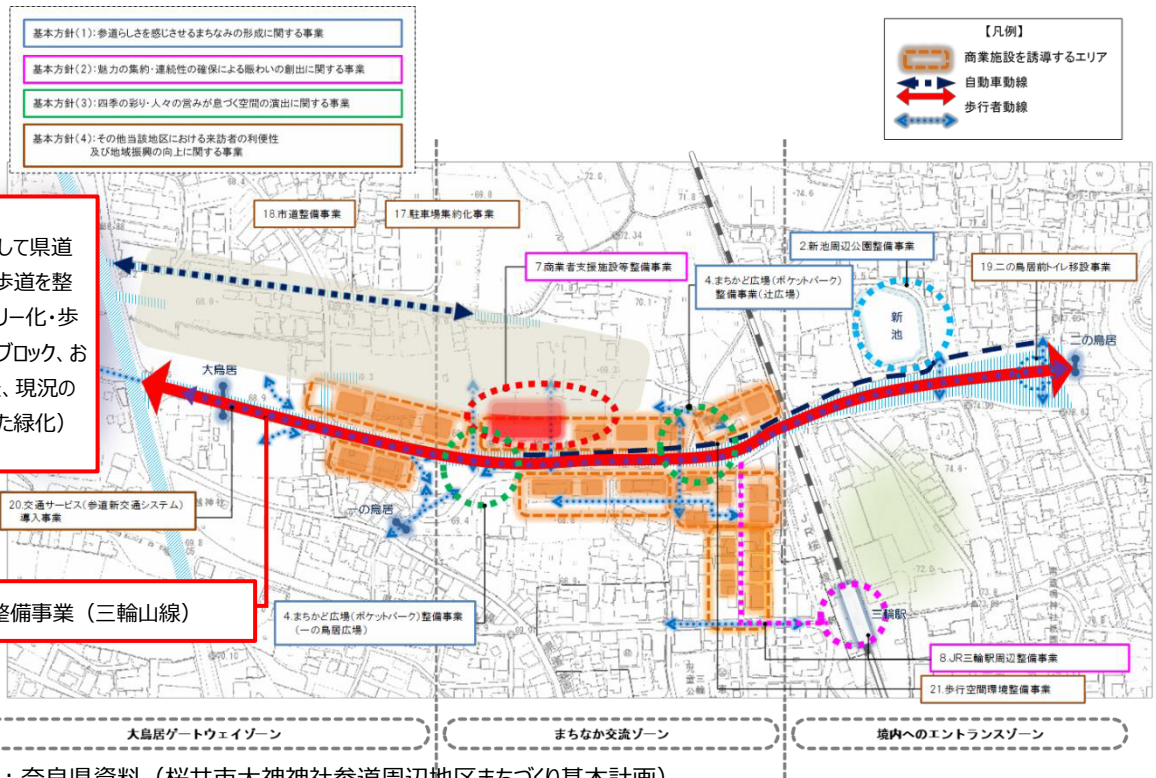 基本方針(1):参道らしさを感じさせるまちなみの形成に関する事業
基本方針(2):魅力の集約・連続性の確保による賑わいの創出に関する事業
基本方針(3):四季の彩り・人々の営みが息づく空間の演出に関する事業
基本方針(4):その他当該地区における来訪者の利便性
及び地域振興の向上に関する事業
【凡例】
商業施設を誘導するエリア
自動車動線
歩行者動線
して県道
歩道を整
リー化・歩
ブロック、お
、現況の
た緑化）
18.市道整備事業
17.駐車場集約化事業
7.商業者支援施設等整備事業
4.まちかど広場(ポケットパーク)
整備事業(辻広場)
2.新池周辺公園整備事業
19.二の鳥居前トイレ移設事業
新池
二の鳥居
大鳥居
一の鳥居
20.交通サービス(参道新交通システム)
導入事業
整備事業（三輪山線）
4.まちかど広場(ポケットパーク)整備事業
(一の鳥居広場)
三輪駅
8.JR三輪駅周辺整備事業
21.歩行空間環境整備事業
大鳥居ゲートウェイゾーン
まちなか交流ゾーン
境内へのエントランスゾーン
：奈良県資料（桜井市大神神社参道周辺地区まちづくり基本計画）